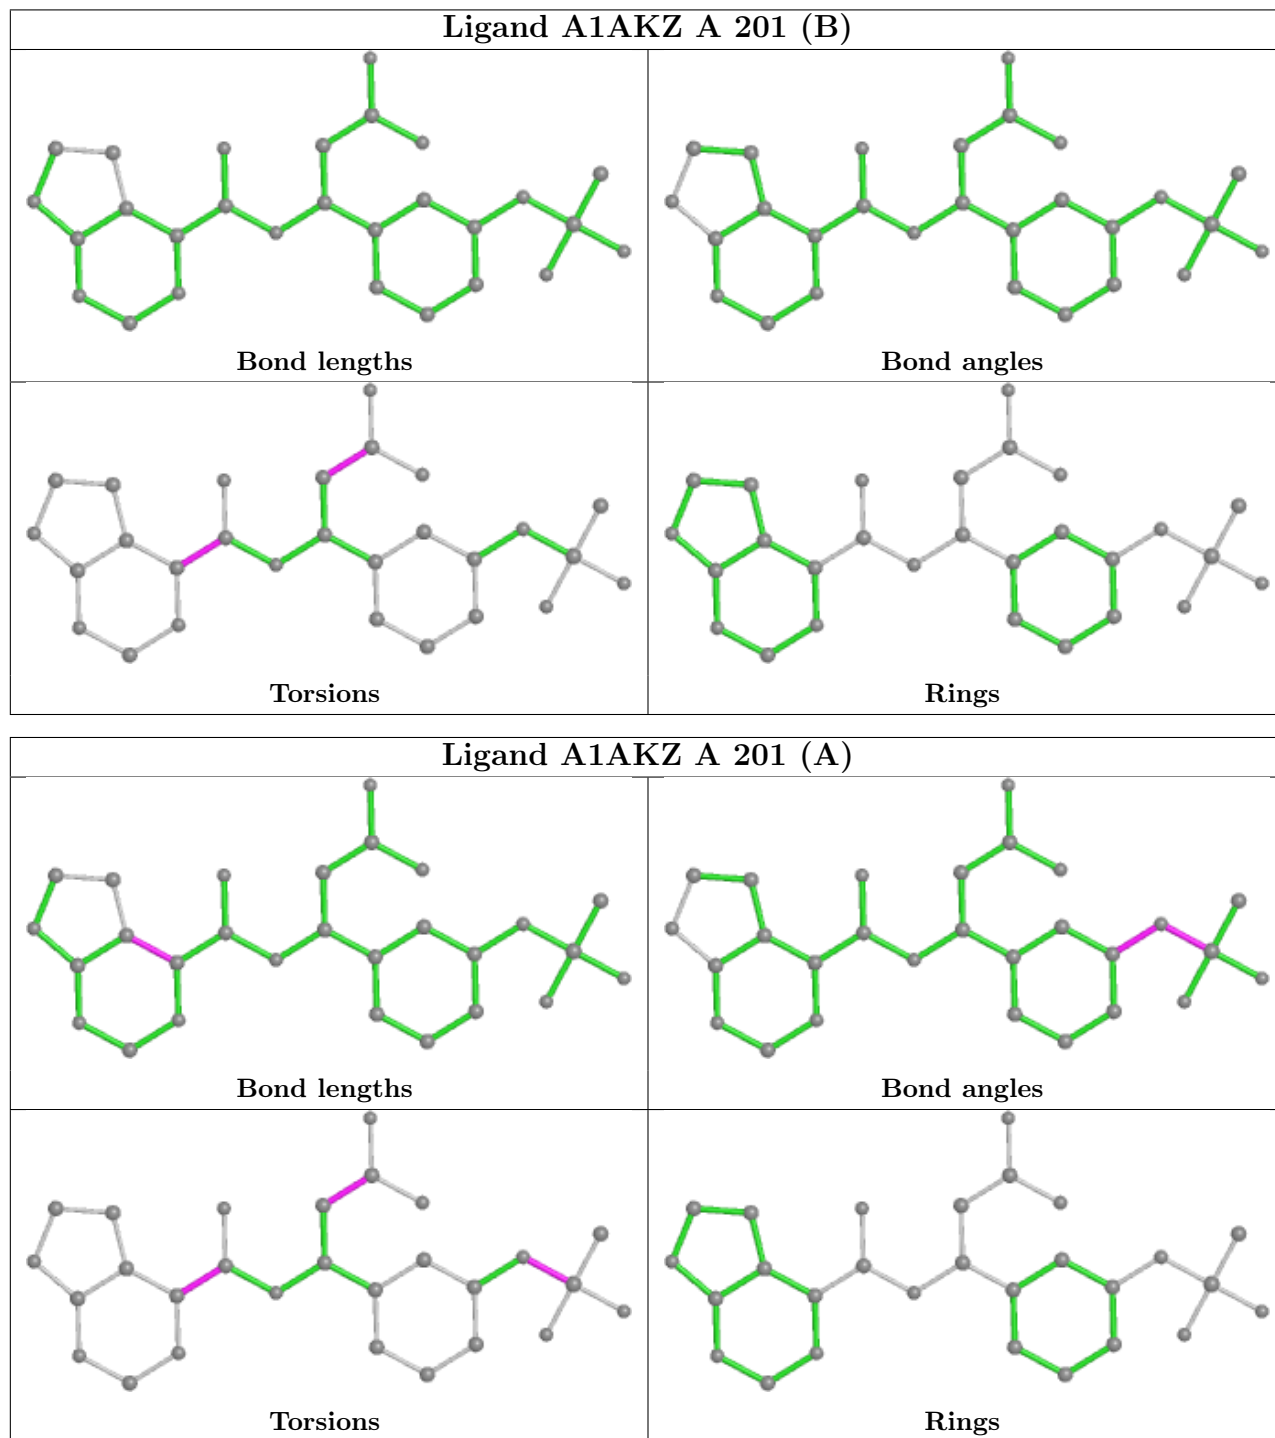 Ligand A1AKZ A 201 (B)
Bond lengths
Bond angles
Torsions
Rings
Ligand A1AKZ A 201 (A)
Bond lengths
Bond angles
Torsions
Rings